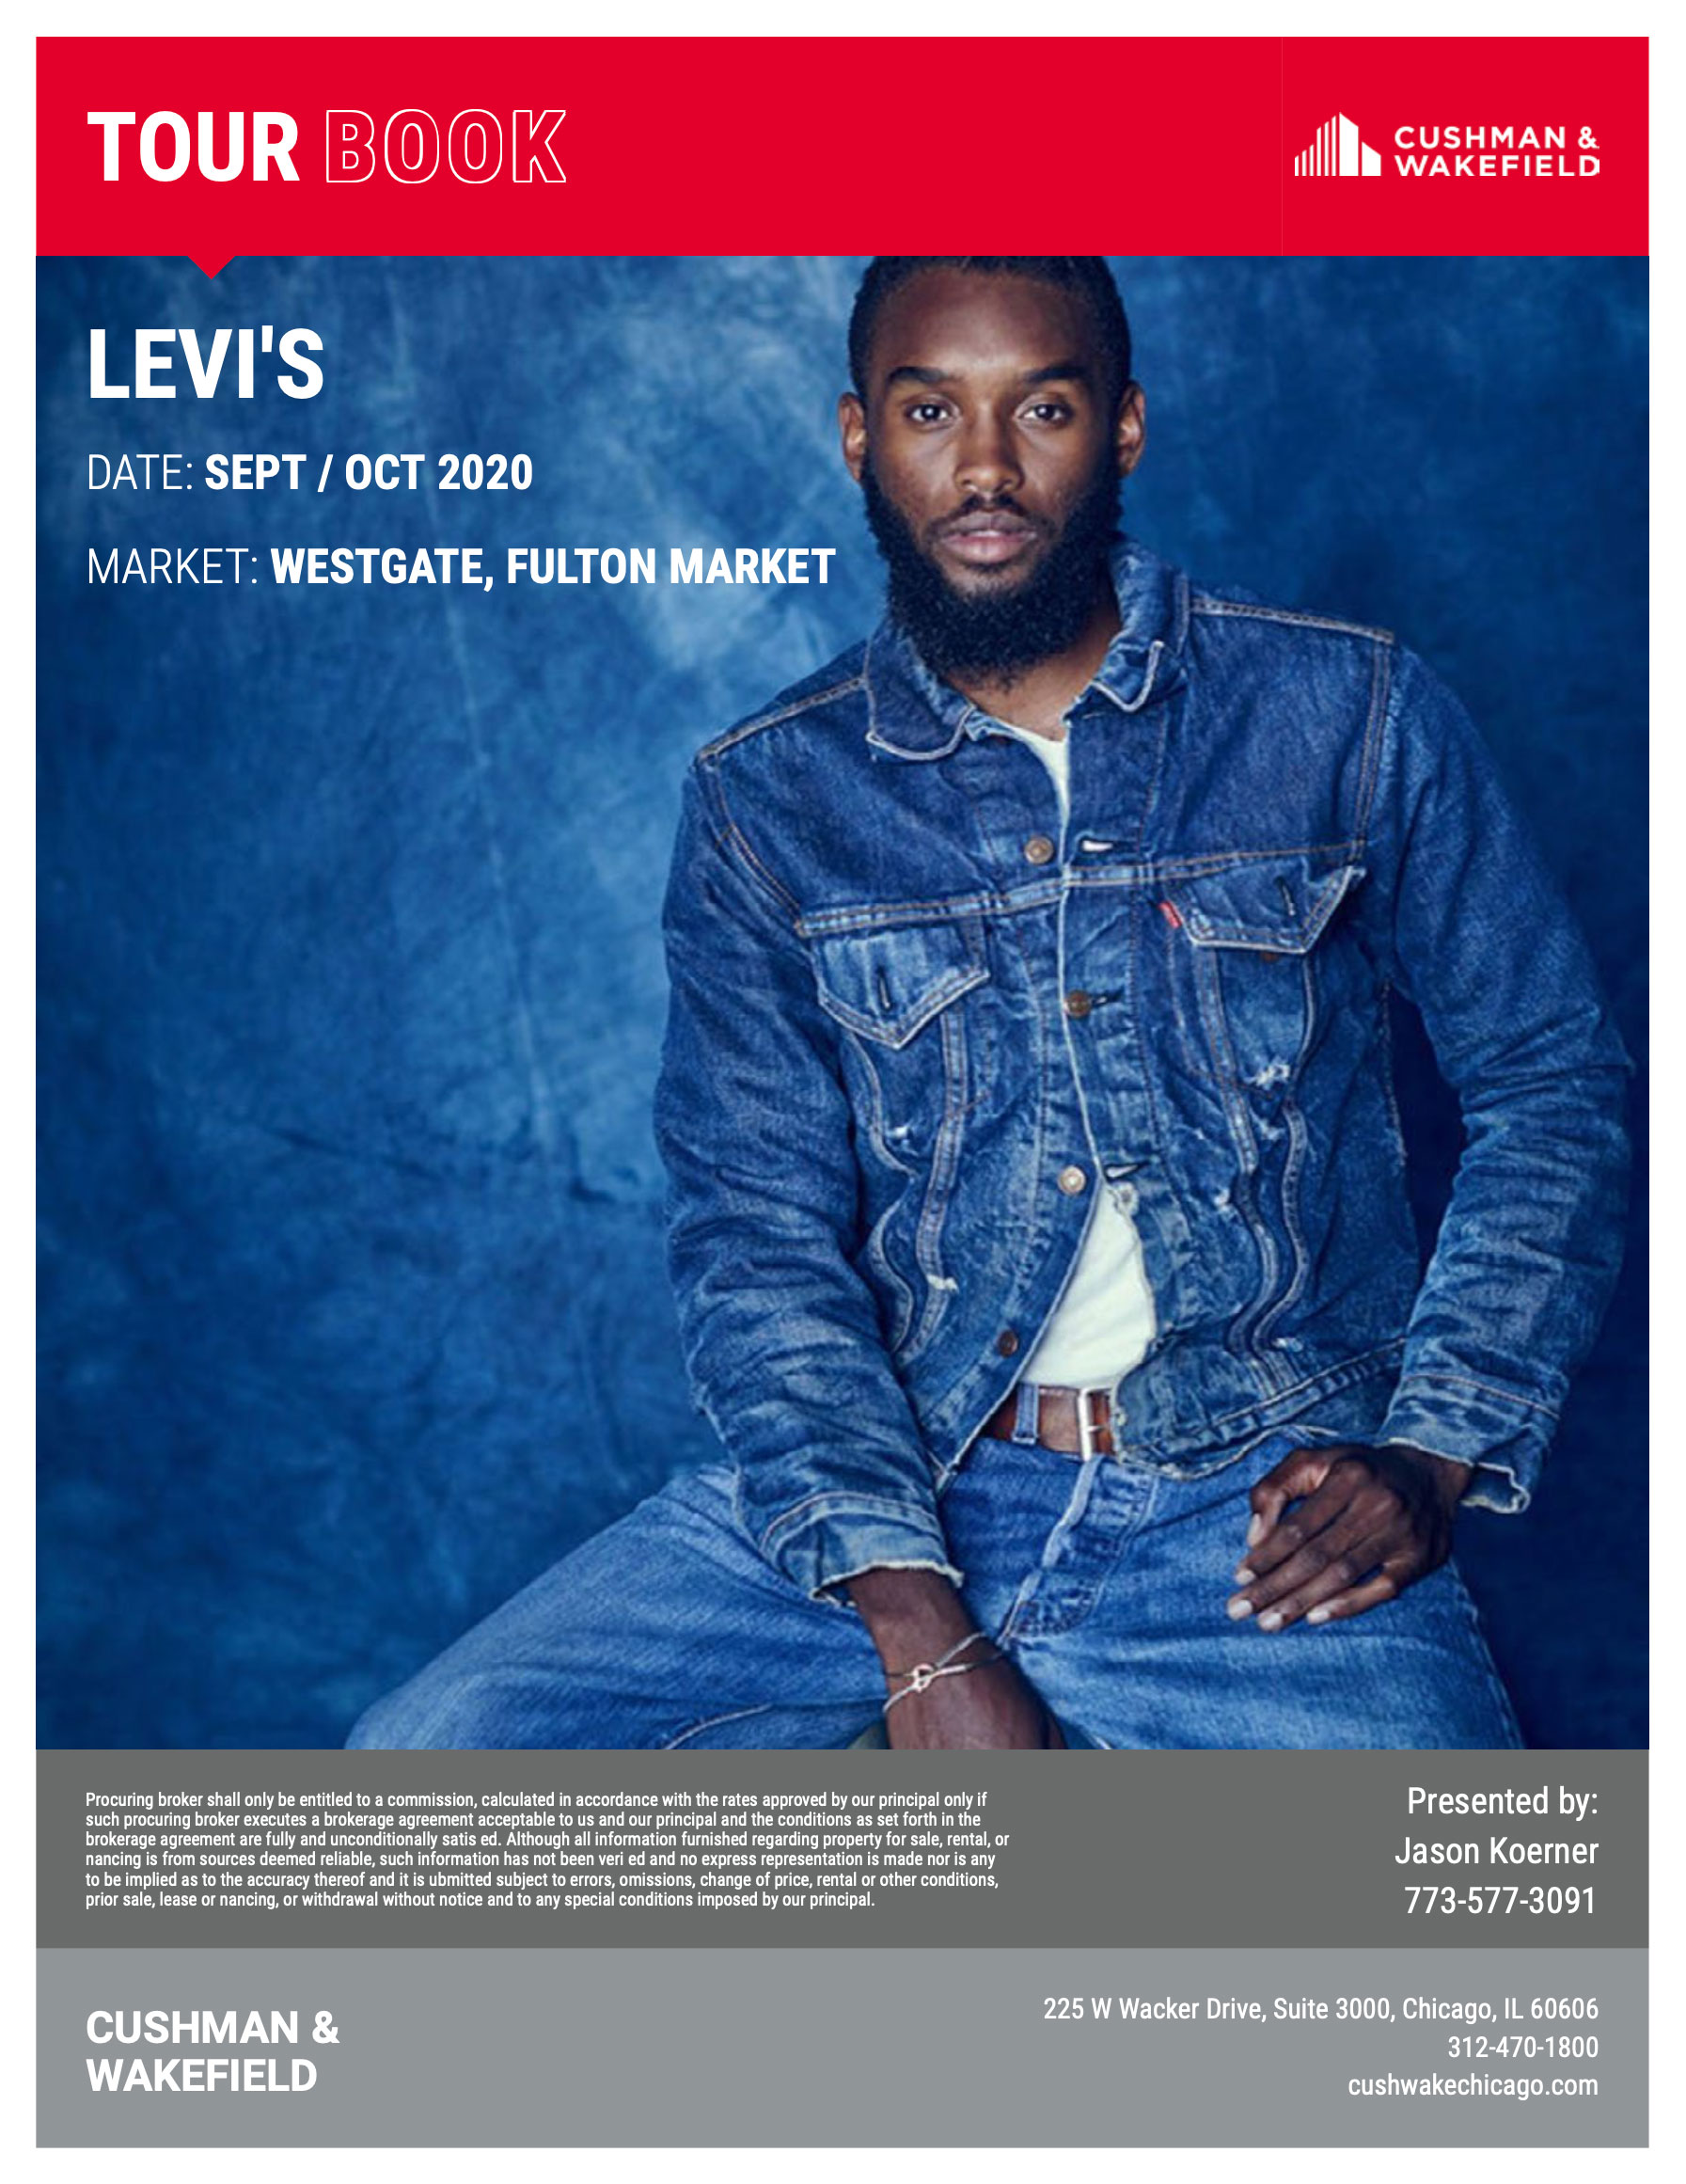 TOUR BOOK
CUSHMAN &
WAKEFIELD
LEVI'S
DATE: SEPT / OCT 2020
MARKET: WESTGATE, FULTON MARKET
Procuring broker shall only be entitled to a commission, calculated in accordance with the rates approved by our principal only if
such procuring broker executes a brokerage agreement acceptable to us and our principal and the conditions as set forth in the
brokerage agreement are fully and unconditionally satis ed. Although all information furnished regarding property for sale, rental, or
nancing is from sources deemed reliable, such information has not been veri ed and no express representation is made nor is any
to be implied as to the accuracy thereof and it is ubmitted subject to errors, omissions, change of price, rental or other conditions,
prior sale, lease or nancing, or withdrawal without notice and to any special conditions imposed by our principal.
Presented by:
Jason Koerner
773-577-3091
CUSHMAN &
WAKEFIELD
225 W Wacker Drive, Suite 3000, Chicago, IL 60606
312-470-1800
cushwakechicago.com